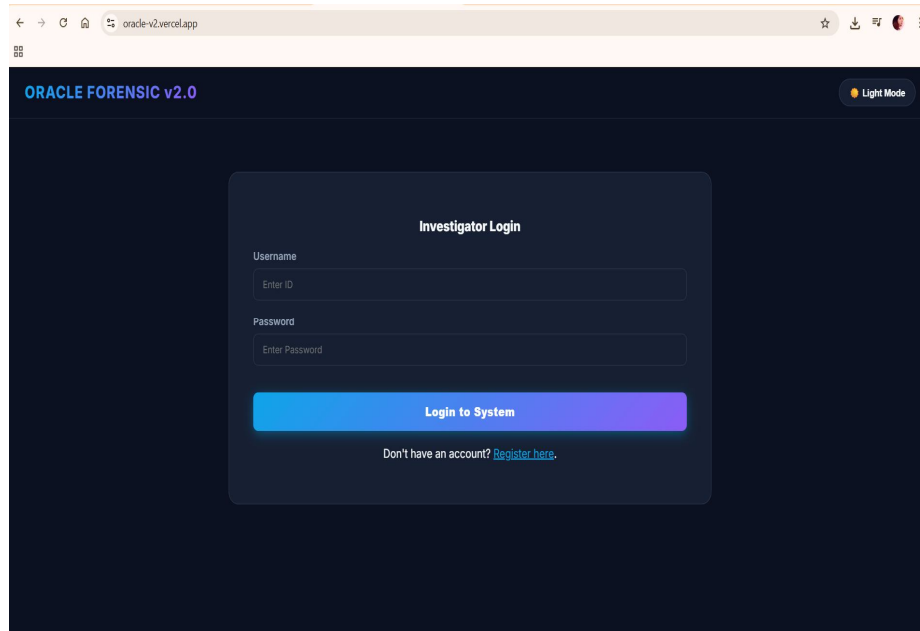 oracle-v2.vercel.app
ORACLE FORENSIC v2.0
Light Mode
Investigator Login
Username
Enter ID
Password
Enter Password
Login to System
Don't have an account? Register here.